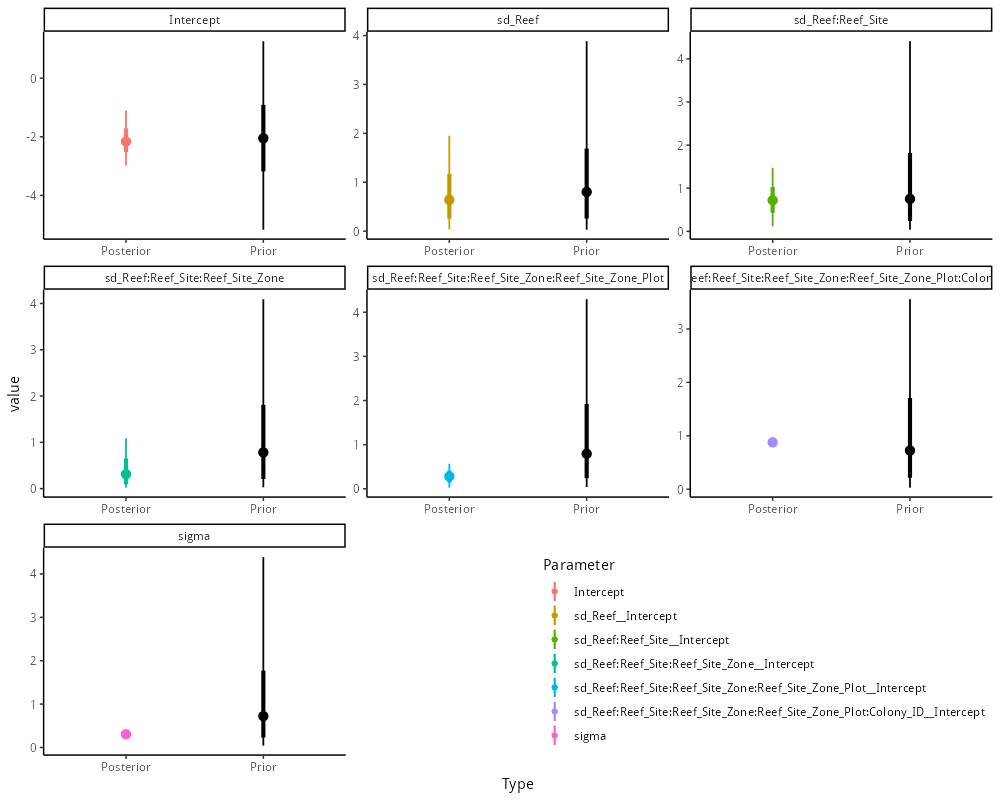 Intercept
sd_Reef
sd_Reef:Reef_Site
0
-2
-4
4
3
2
1
0
4
3
2
1
0
Posterior
Prior
Posterior
Prior
Posterior
Prior
sd_Reef:Reef_Site:Reef_Site_Zone
sd_Reef:Reef_Site:Reef_Site_Zone:Reef_Site_Zone_Plot
eef:Reef_Site:Reef_Site_Zone:Reef_Site_Zone_Plot:Colon
value
4
3
2
1
0
4
3
2
1
0
3
2
1
0
Posterior
Prior
Posterior
Prior
Posterior
Prior
sigma
4
3
2
1
0
Posterior
Prior
Parameter
Intercept
sd_Reef__Intercept
sd_Reef:Reef_Site__Intercept
sd_Reef:Reef_Site:Reef_Site_Zone__Intercept
sd_Reef:Reef_Site:Reef_Site_Zone:Reef_Site_Zone_Plot__Intercept
sd_Reef:Reef_Site:Reef_Site_Zone:Reef_Site_Zone_Plot:Colony_ID__Intercept
sigma
Type